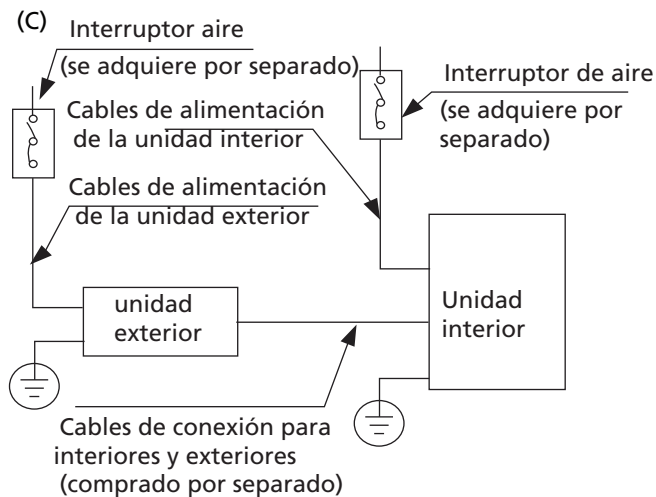 (C)
Interruptor aire
(se adquiere por separado)
Interruptor de aire
(se adquiere por
separado)
Cables de alimentación
de la unidad interior
Cables de alimentación
de la unidad exterior
unidad
exterior
Unidad
interior
Cables de conexión para
interiores y exteriores
(comprado por separado)